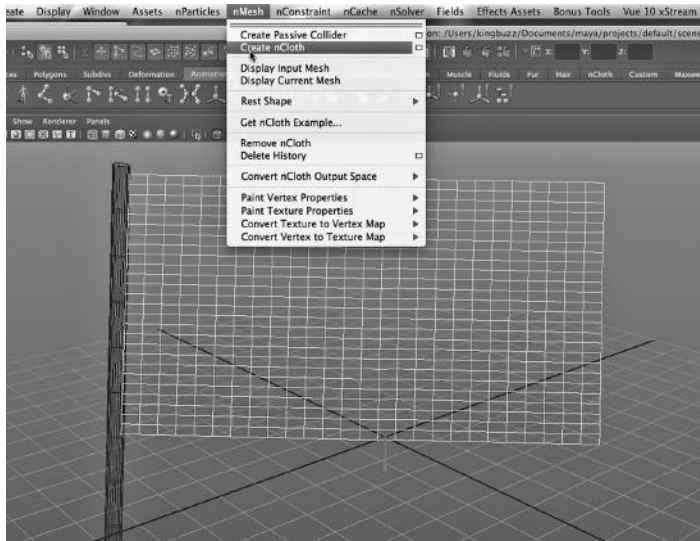 eate Display Window Assets nParticles nMesh nConstraint nCache nSolver Fields Effects Assets Bonus Tools Vue 10 xStream
on: /Users/kingbuzz/Documents/maya/projects/default/scene
Create Passive Collider
Create nCloth
x: y: z:
Display Input Mesh
Display Current Mesh
ces Polygons Subdivs Deformation Animation Muscle Fluids Fur Hair nCloth Custom Maxwe
Rest Shape
Get nCloth Example...
Show Renderer Panels
Remove nCloth
Delete History
Convert nCloth Output Space
Paint Vertex Properties
Paint Texture Properties
Convert Texture to Vertex Map
Convert Vertex to Texture Map